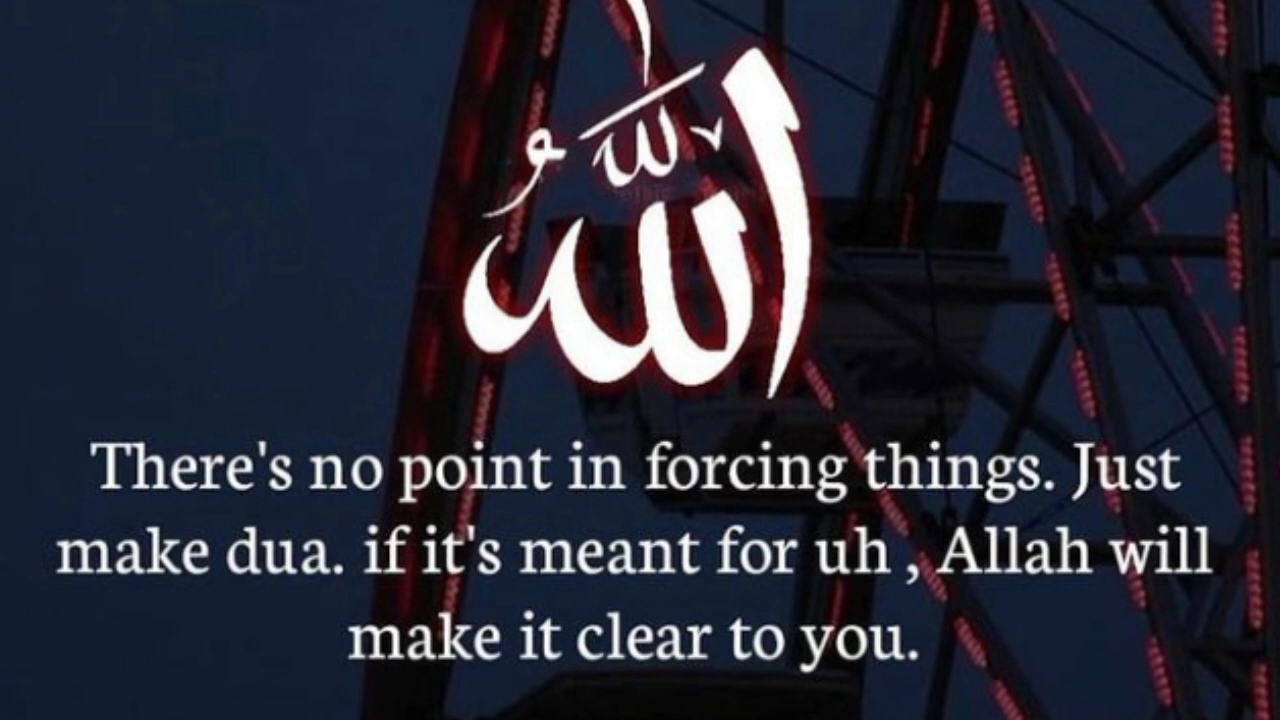 الله
There's no point in forcing things. Just
make dua. if it's meant for uh , Allah will
make it clear to you.